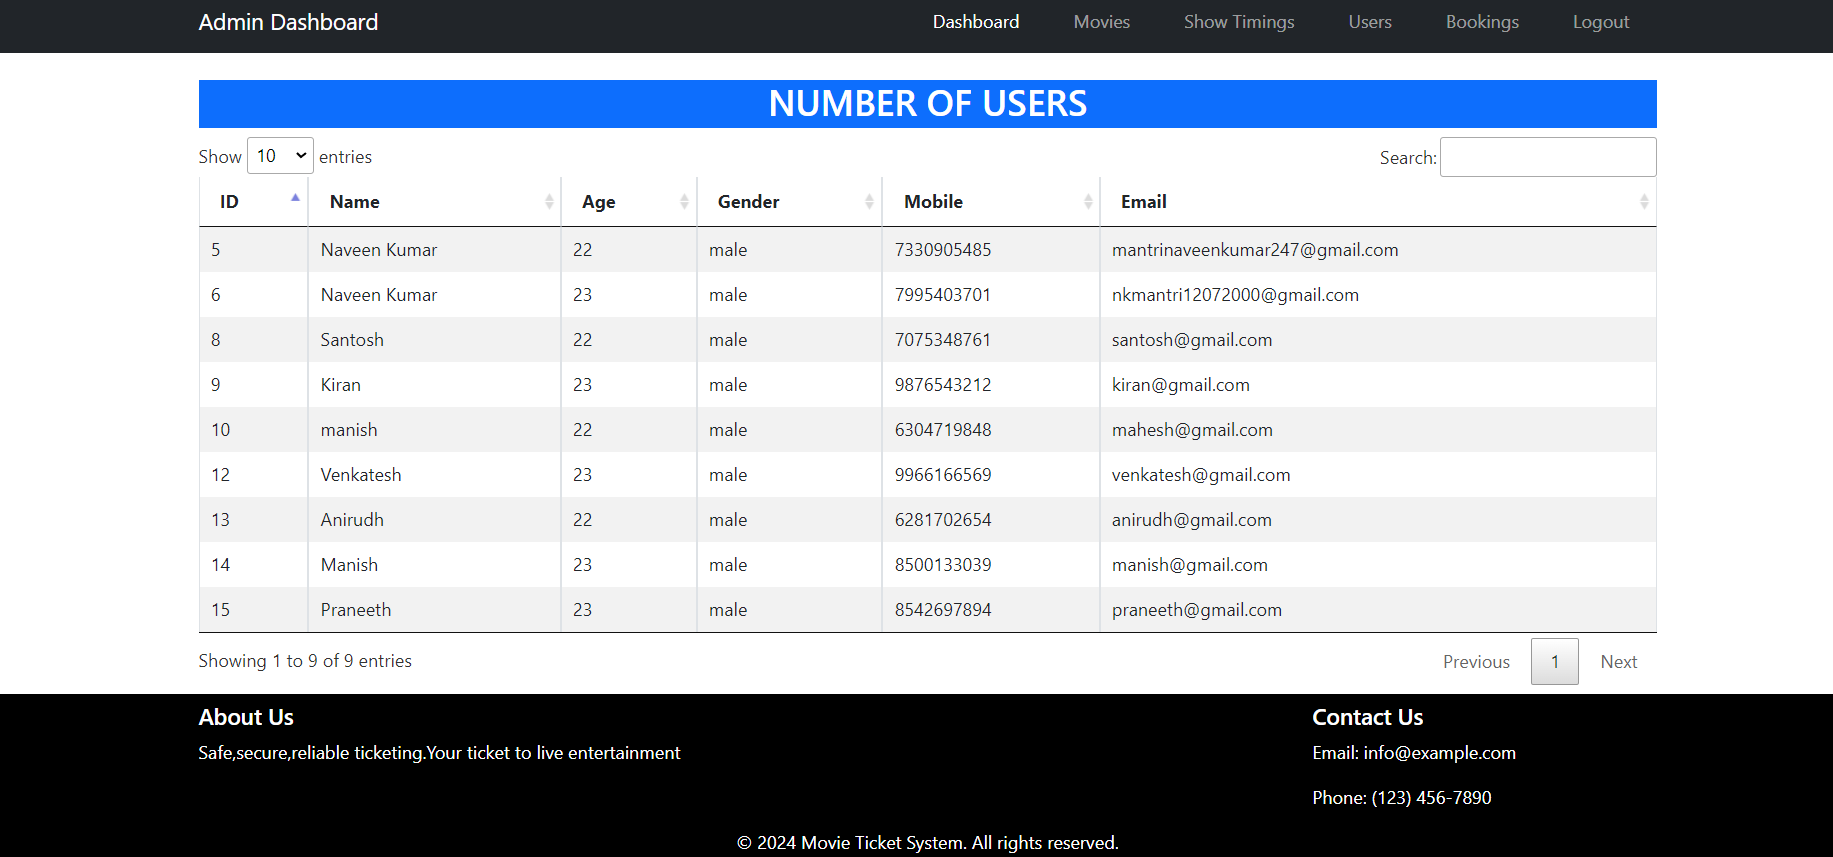 Admin Dashboard Dashboard Movies Show Timings Users Bookings Logout
NUMBER OF USERS
Show 10 entries Search:
ID Name Age Gender Mobile Email
5 Naveen Kumar 22 male 7330905485 mantrinaveenkumar247@gmail.com
6 Naveen Kumar 23 male 7995403701 nkmantri12072000@gmail.com
8 Santosh 22 male 7075348761 santosh@gmail.com
9 Kiran 23 male 9876543212 kiran@gmail.com
10 manish 22 male 6304719848 mahesh@gmail.com
12 Venkatesh 23 male 9966166569 venkatesh@gmail.com
13 Anirudh 22 male 6281702654 anirudh@gmail.com
14 Manish 23 male 8500133039 manish@gmail.com
15 Praneeth 23 male 8542697894 praneeth@gmail.com
Showing 1 to 9 of 9 entries Previous 1 Next
About Us Contact Us
Safe,secure,reliable ticketing.Your ticket to live entertainment Email: info@example.com
Phone: (123) 456-7890
© 2024 Movie Ticket System. All rights reserved.